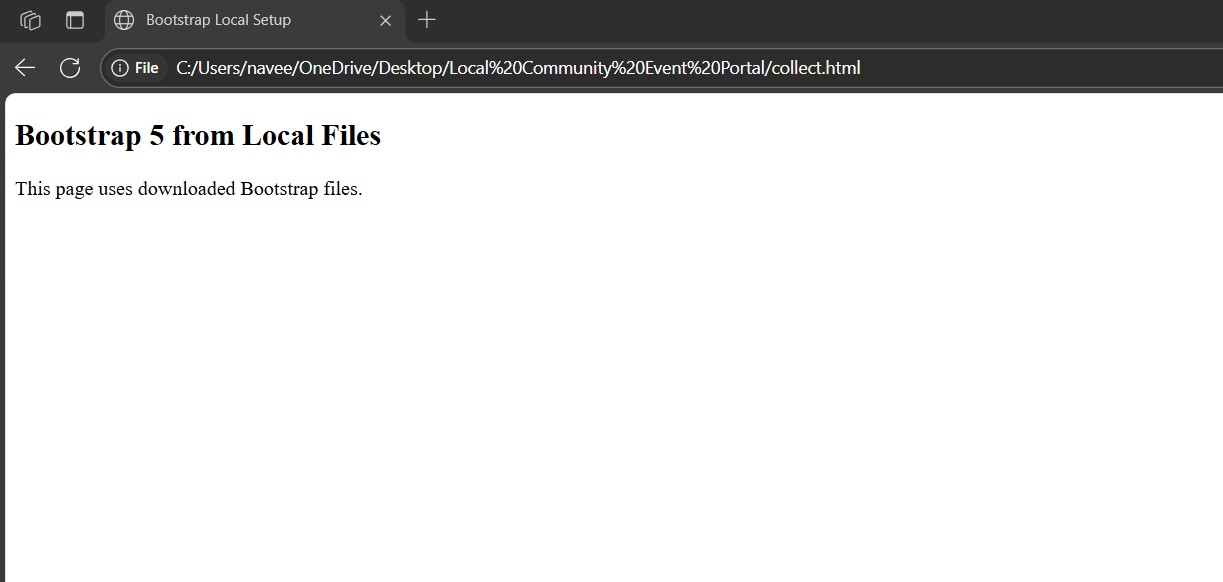 Bootstrap Local Setup
File C:/Users/navee/OneDrive/Desktop/Local%20Community%20Event%20Portal/collect.html
Bootstrap 5 from Local Files
This page uses downloaded Bootstrap files.